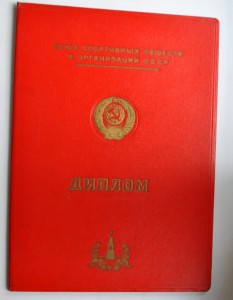 СОЮЗ СПОРТИВНЫХ ОБЩЕСТВ
И ОРГАНИЗАЦИЙ СССР
ДИПЛОМ